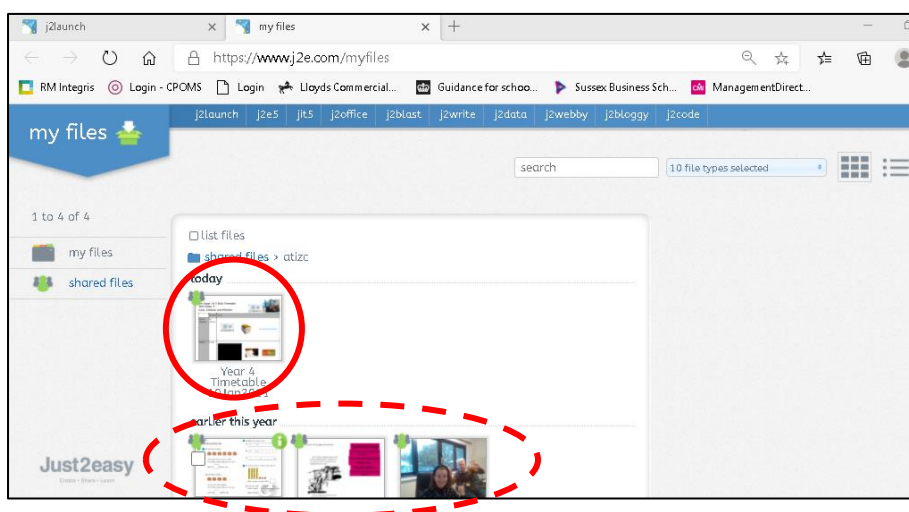 j2launch
my files
https://www.j2e.com/myfiles
RM Integris
Login - CPOMS
Login
Lloyds Commercial...
Guidance for schoo...
Sussex Business Sch...
ManagementDirect...
my files
j2launch j2e5 jit5 j2office j2blast j2write j2data j2webby j2bloggy j2code
search
10 file types selected
1 to 4 of 4
my files
shared files
list files
shared files > atizc
today
Year 4
Timetable
earlier this year
Just2easy
Create - Share - Learn